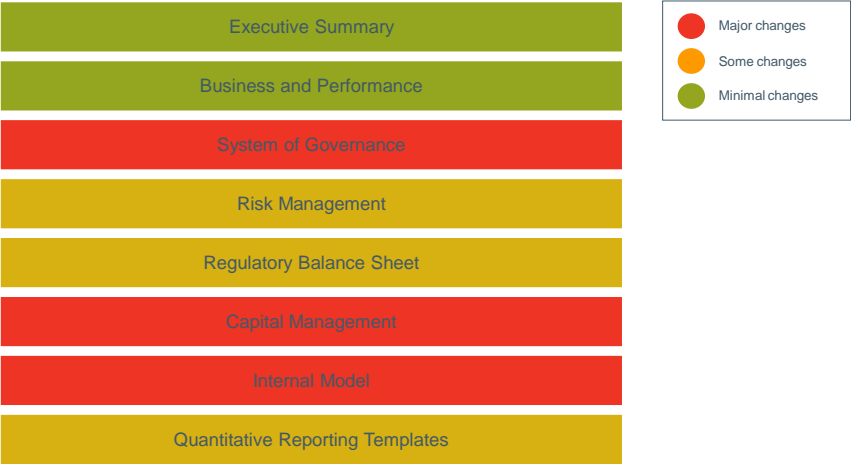 Executive Summary
Business and Performance
System of Governance
Risk Management
Regulatory Balance Sheet
Capital Management
Internal Model
Quantitative Reporting Templates
Major changes
Some changes
Minimal changes